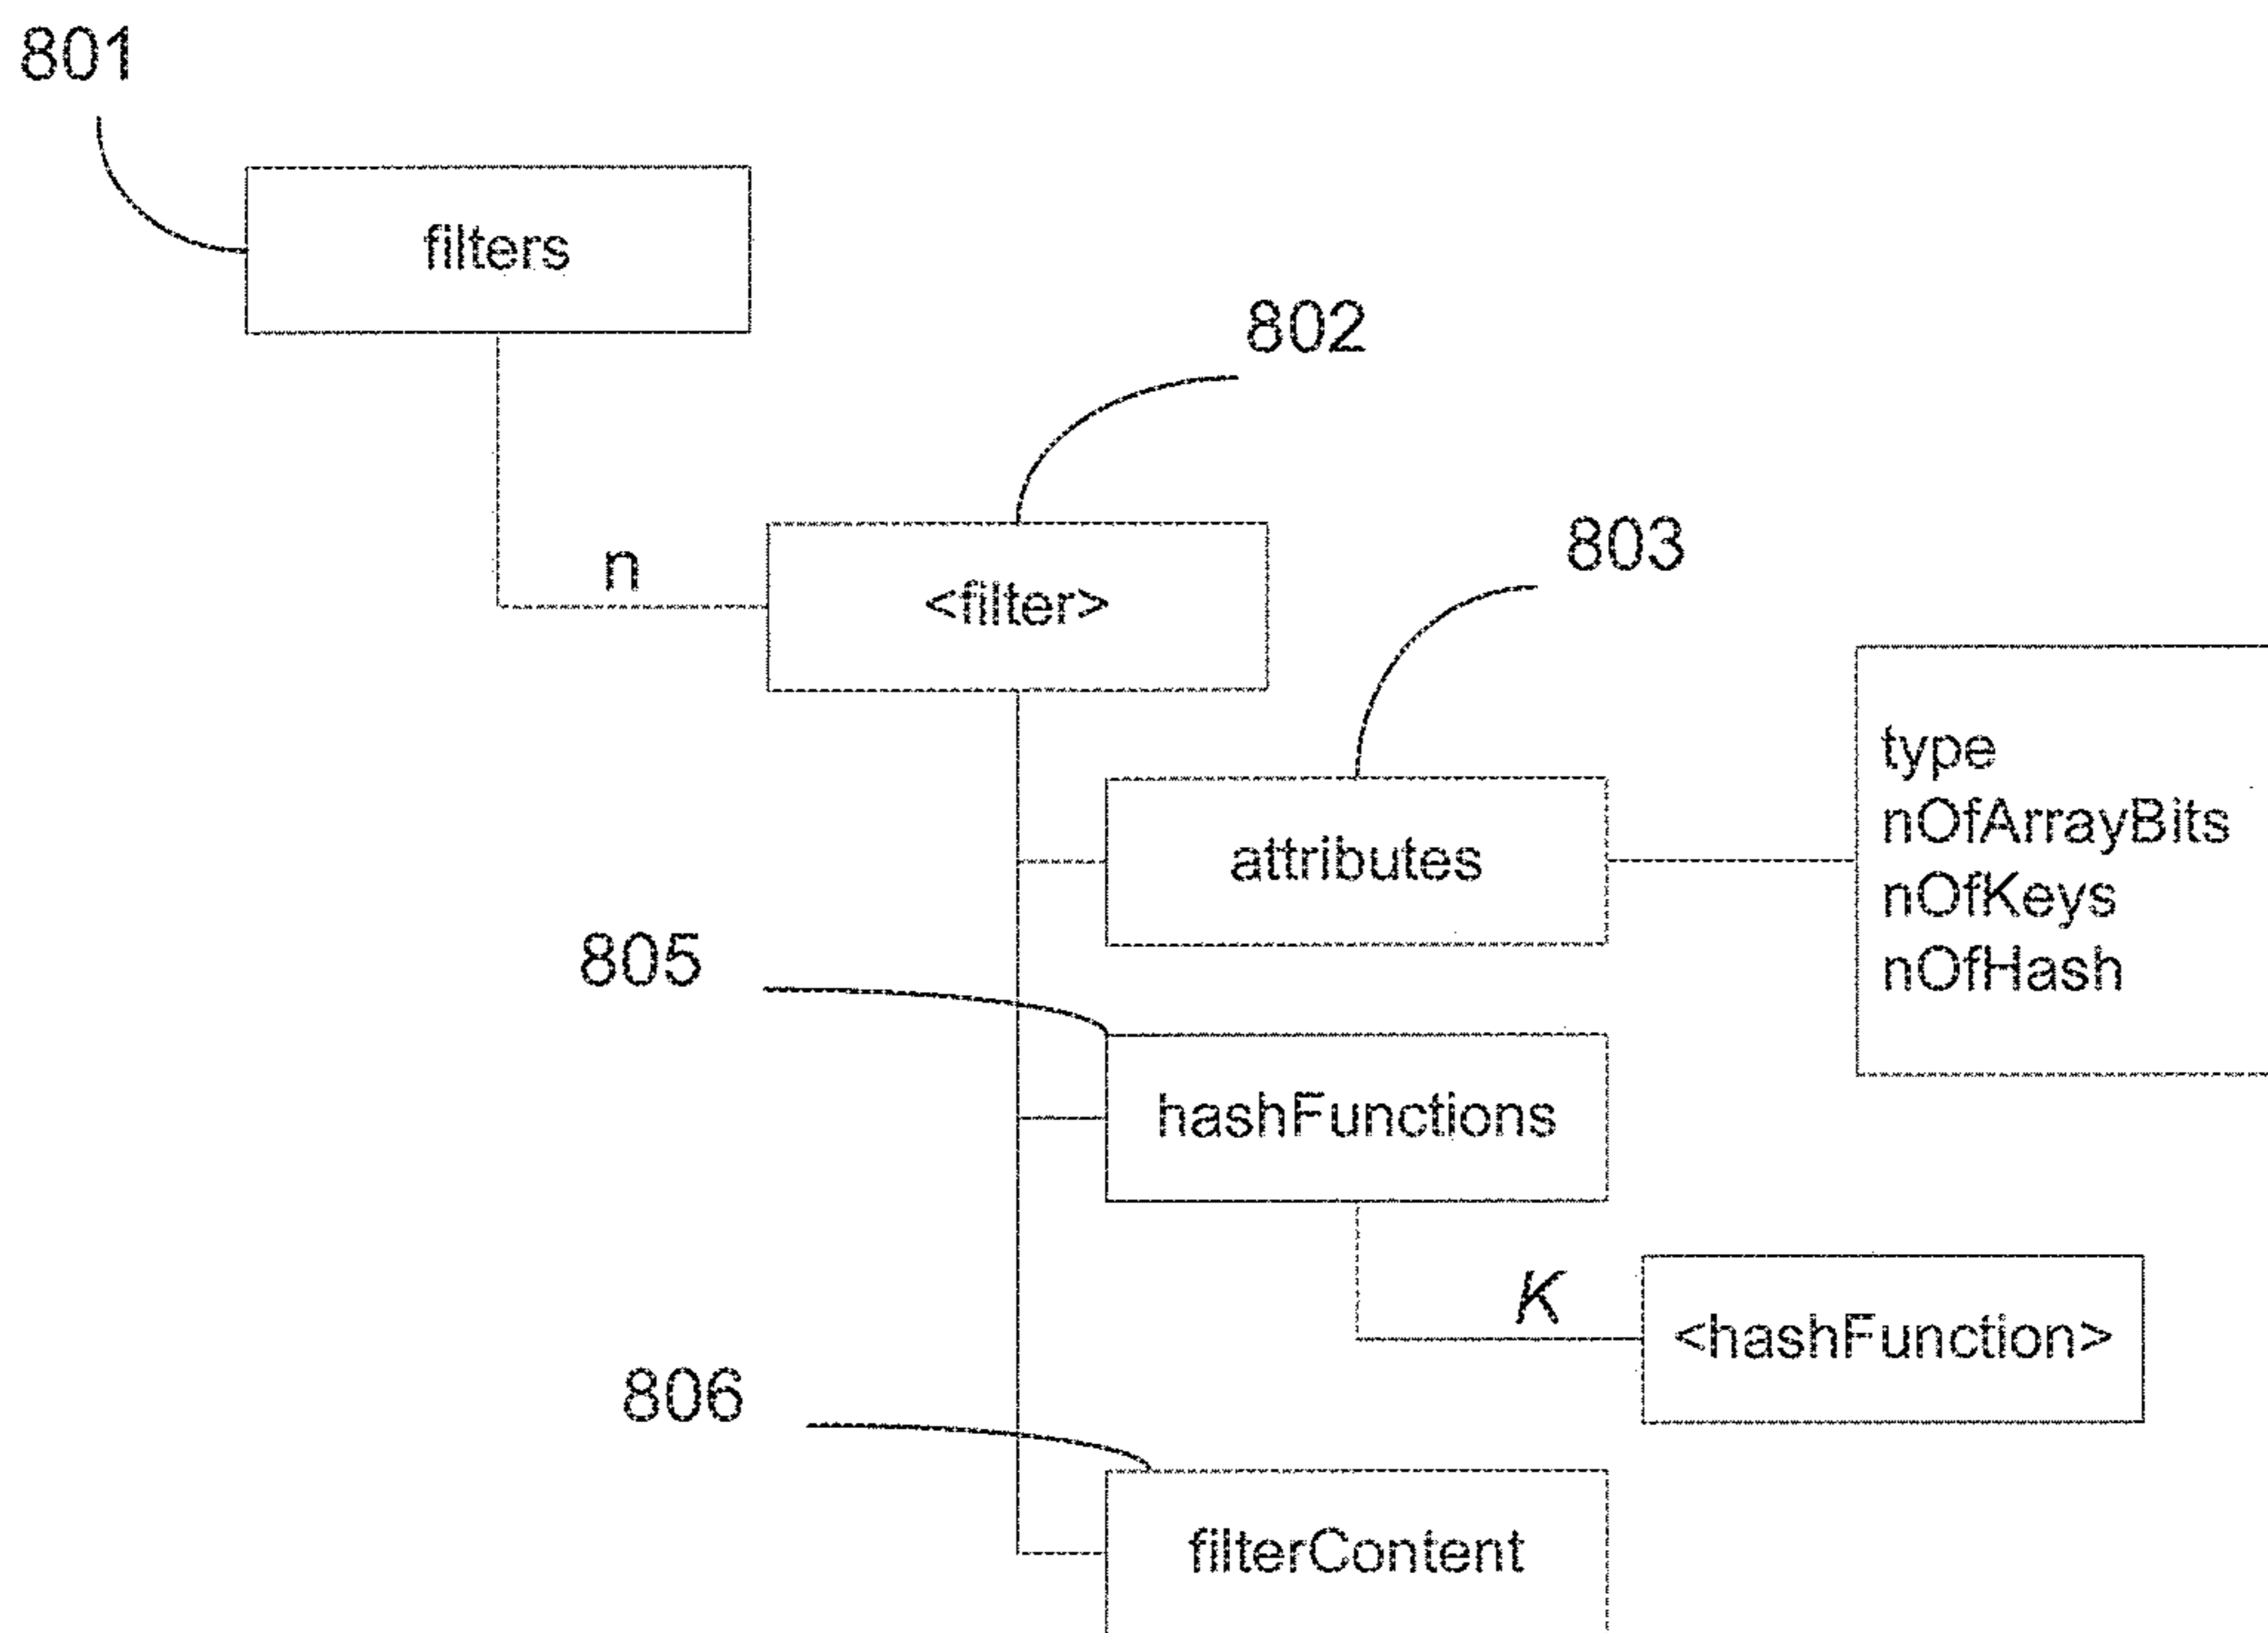 801
filters
802
n
<filter>
803
type
nOfArrayBits
nOfKeys
nOfHash
attributes
805
hashFunctions
K
<hashFunction>
806
filterContent